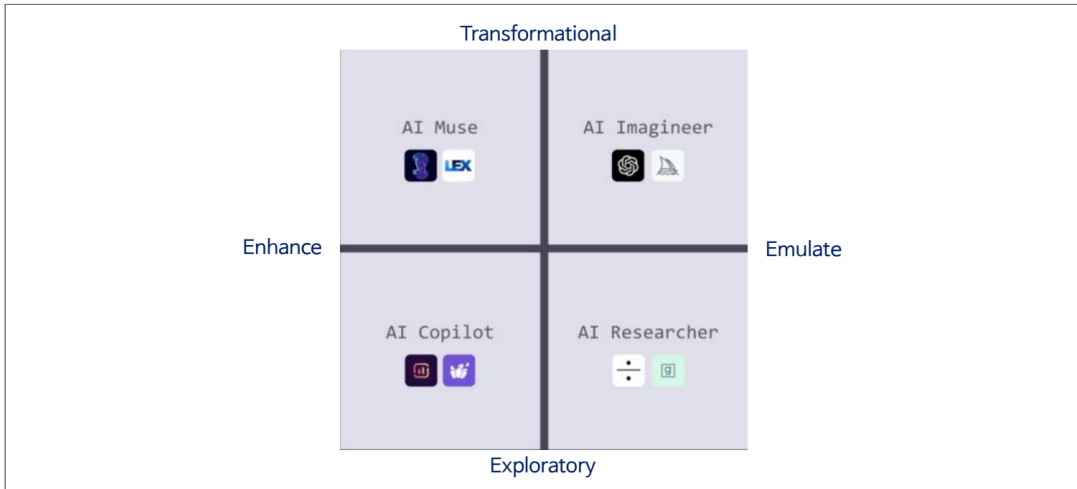 Transformational
AI Muse
AI Imagineer
LEX
Enhance
Emulate
AI Copilot
AI Researcher
g
Exploratory